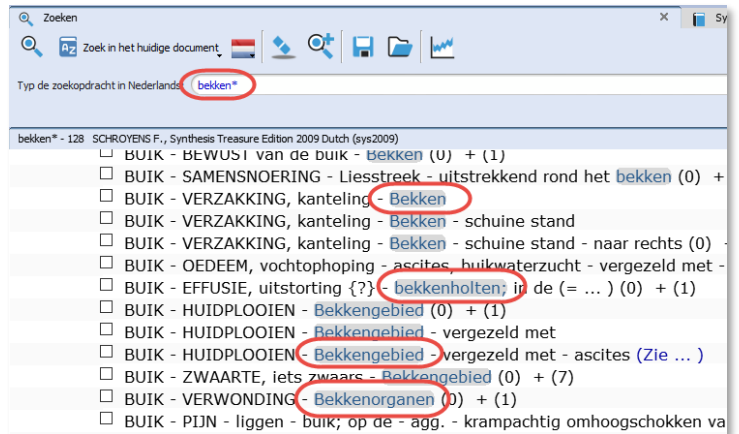 Zoeken × Sy
AZ Zoek in het huidige document
Typ de zoekopdracht in Nederlands: bekken*
bekken* - 128 SCHROYENS F., Synthesis Treasure Edition 2009 Dutch (sys2009)
BUIK - BEWUST van de buik - Bekken (0) + (1)
BUIK - SAMENSNOERING - Liesstreek - uitstrekkend rond het bekken (0) +
BUIK - VERZAKKING, kanteling - Bekken
BUIK - VERZAKKING, kanteling - Bekken - schuine stand
BUIK - VERZAKKING, kanteling - Bekken - schuine stand - naar rechts (0) -
BUIK - OEDEEM, vochtophoping - ascites, buikwaterzucht - vergezeld met -
BUIK - EFFUSIE, uitstorting {?} - bekkenholten; in de (= ... ) (0) + (1)
BUIK - HUIDPLOOIEN - Bekkengebied (0) + (1)
BUIK - HUIDPLOOIEN - Bekkengebied - vergezeld met
BUIK - HUIDPLOOIEN - Bekkengebied - vergezeld met - ascites (Zie ... )
BUIK - ZWAARTE, iets zwaars - Bekkengebied (0) + (7)
BUIK - VERWONDING - Bekkenorganen (0) + (1)
BUIK - PIJN - liggen - buik; op de - agg. - krampachtig omhoogschokken va